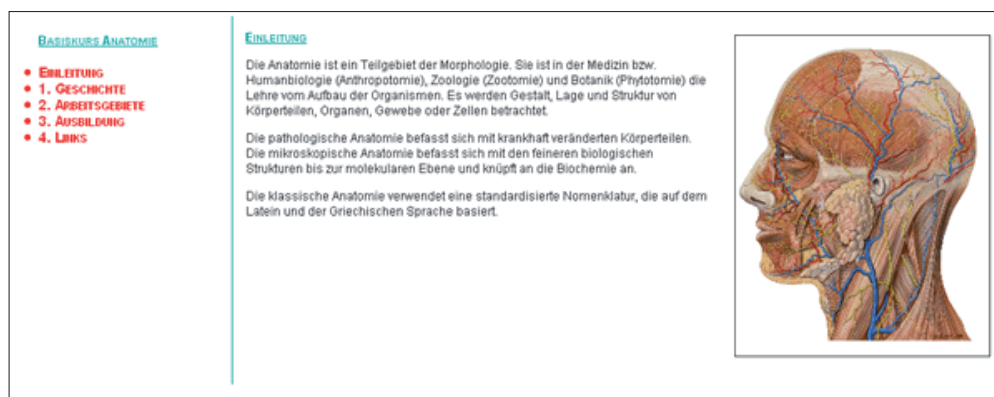 BASISKURS ANATOMIE
• EINLEITUNG
• 1. GESCHICHTE
• 2. ARBEITSGEBIETE
• 3. AUSBILDUNG
• 4. LINKS
EINLEITUNG
Die Anatomie ist ein Teilgebiet der Morphologie. Sie ist in der Medizin bzw.
Humanbiologie (Anthropotomie), Zoologie (Zootomie) und Botanik (Phytotomie) die
Lehre vom Aufbau der Organismen. Es werden Gestalt, Lage und Struktur von
Körperteilen, Organen, Gewebe oder Zellen betrachtet.
Die pathologische Anatomie befasst sich mit krankhaft veränderten Körperteilen.
Die mikroskopische Anatomie befasst sich mit den feineren biologischen
Strukturen bis zur molekularen Ebene und knüpft an die Biochemie an.
Die klassische Anatomie verwendet eine standardisierte Nomenklatur, die auf dem
Latein und der Griechischen Sprache basiert.